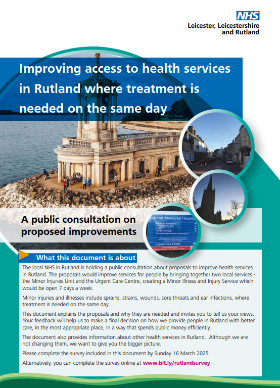 NHS
Leicester, Leicestershire
and Rutland
Improving access to health services
in Rutland where treatment is
needed on the same day
A public consultation on
proposed improvements
What this document is about
The local NHS in Rutland is holding a public consultation about proposals to improve health services
in Rutland. The proposals would improve services for people by bringing together two local services -
the Minor Injuries Unit and the Urgent Care Centre, creating a Minor Illness and Injury Service which
would be open 7 days a week.
Minor injuries and illnesses include sprains, strains, wounds, sore throats and ear infections, where
treatment is needed on the same day.
This document explains the proposals and why they are needed and invites you to tell us your views.
Your feedback will help us to make a final decision on how we provide people in Rutland with better
care, in the most appropriate place, in a way that spends public money efficiently.
The document also provides information about other health services in Rutland. Although we are
not changing them, we want to give you the bigger picture.
Please complete the survey included in this document by Sunday 16 March 2025.
Alternatively, you can complete the survey online at www.bit.ly/rutlandsurvey